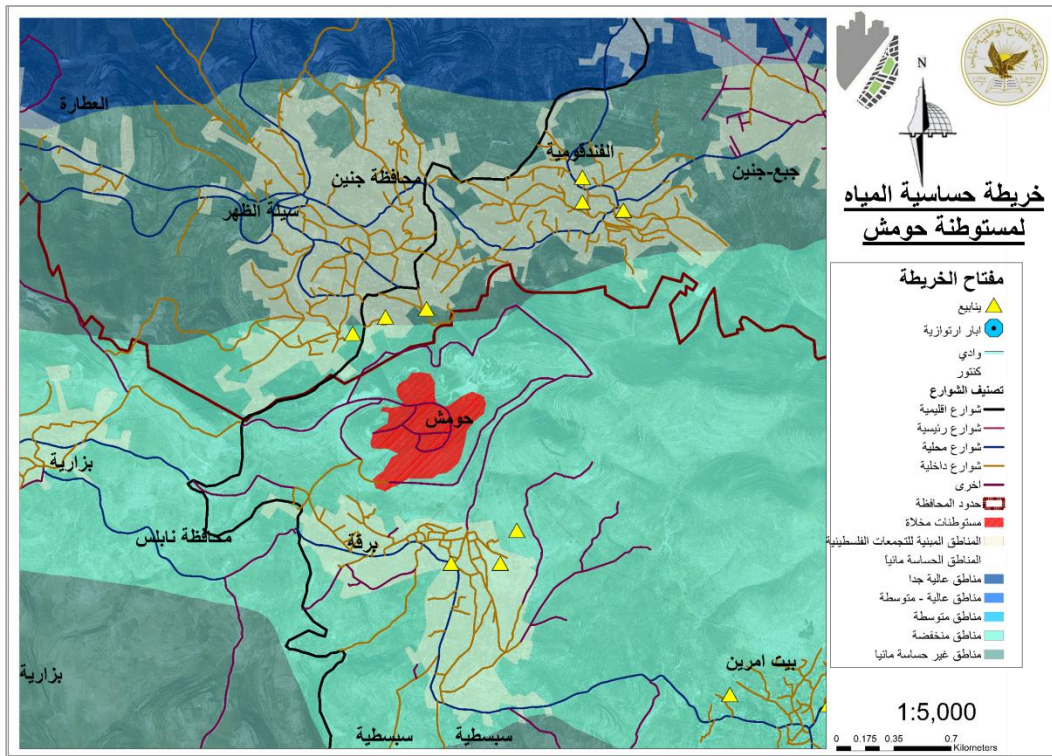 العطارة
الفندقومية
محافظة جنين
جبع-جنين
سيلة الظهر
حومش
بزارية
محافظة نابلس
برقة
بزارية
بيت امرين
سبسطية
سبسطية
N
خريطة حساسية المياه
لمستوطنة حومش
مفتاح الخريطة
ينابيع
ابار ارتوازية
وادي
كنتور
تصنيف الشوارع
شوارع اقليمية
شوارع رئيسية
شوارع محلية
شوارع داخلية
اخرى
حدود المحافظة
مستوطنات مخلاة
المناطق المبنية للتجمعات الفلسطينية
المناطق الحساسة مائيا
مناطق عالية جدا
مناطق عالية - متوسطة
مناطق متوسطة
مناطق منخفضة
مناطق غير حساسة مائيا
1:5,000
0 0.175 0.35 0.7
Kilometers